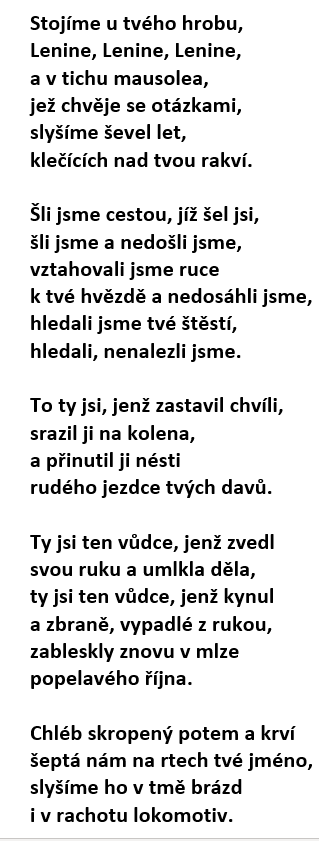 Stojíme u tvého hrobu,
Lenine, Lenine, Lenine,
a v tichu mausolea,
jež chvěje se otázkami,
slyšíme ševel let,
klečících nad tvou rakví.

Šli jsme cestou, jíž šel jsi,
šli jsme a nedošli jsme,
vztahovali jsme ruce
k tvé hvězdě a nedosáhli jsme,
hledali jsme tvé štěstí,
hledali, nenalezli jsme.

To ty jsi, jenž zastavil chvíli,
srazil ji na kolena,
a přinutil ji nésti
rudého jezdce tvých davů.

Ty jsi ten vůdce, jenž zvedl
svou ruku a umlkla děla,
ty jsi ten vůdce, jenž kynul
a zbraně, vypadlé z rukou,
zableskly znovu v mlze
popelavého října.

Chléb skropený potem a krví
šeptá nám na rtech tvé jméno,
slyšíme ho v tmě brázd
i v rachotu lokomotiv.